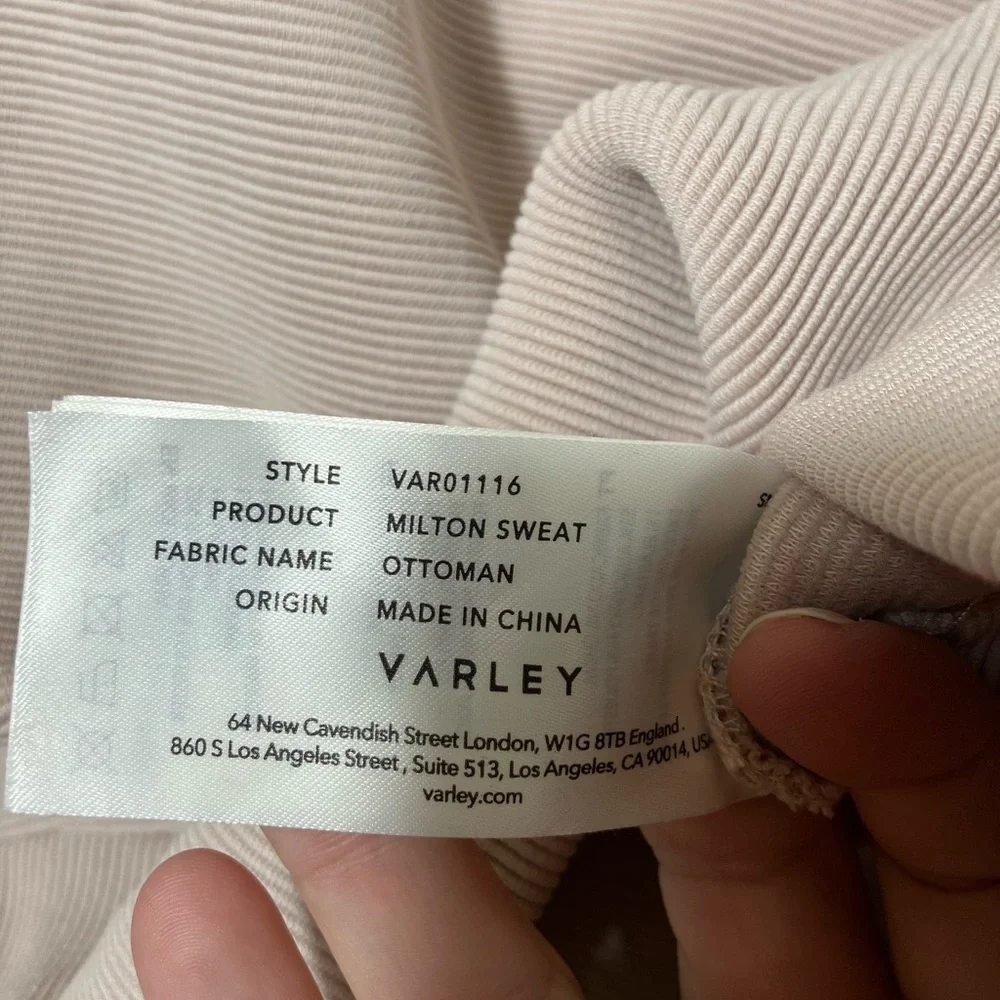 STYLE VAR01116
PRODUCT MILTON SWEAT
FABRIC NAME OTTOMAN
ORIGIN MADE IN CHINA
VARLEY
64 New Cavendish Street London, W1G 8TB England.
860 S Los Angeles Street, Suite 513, Los Angeles, CA 90014, USA
varley.com